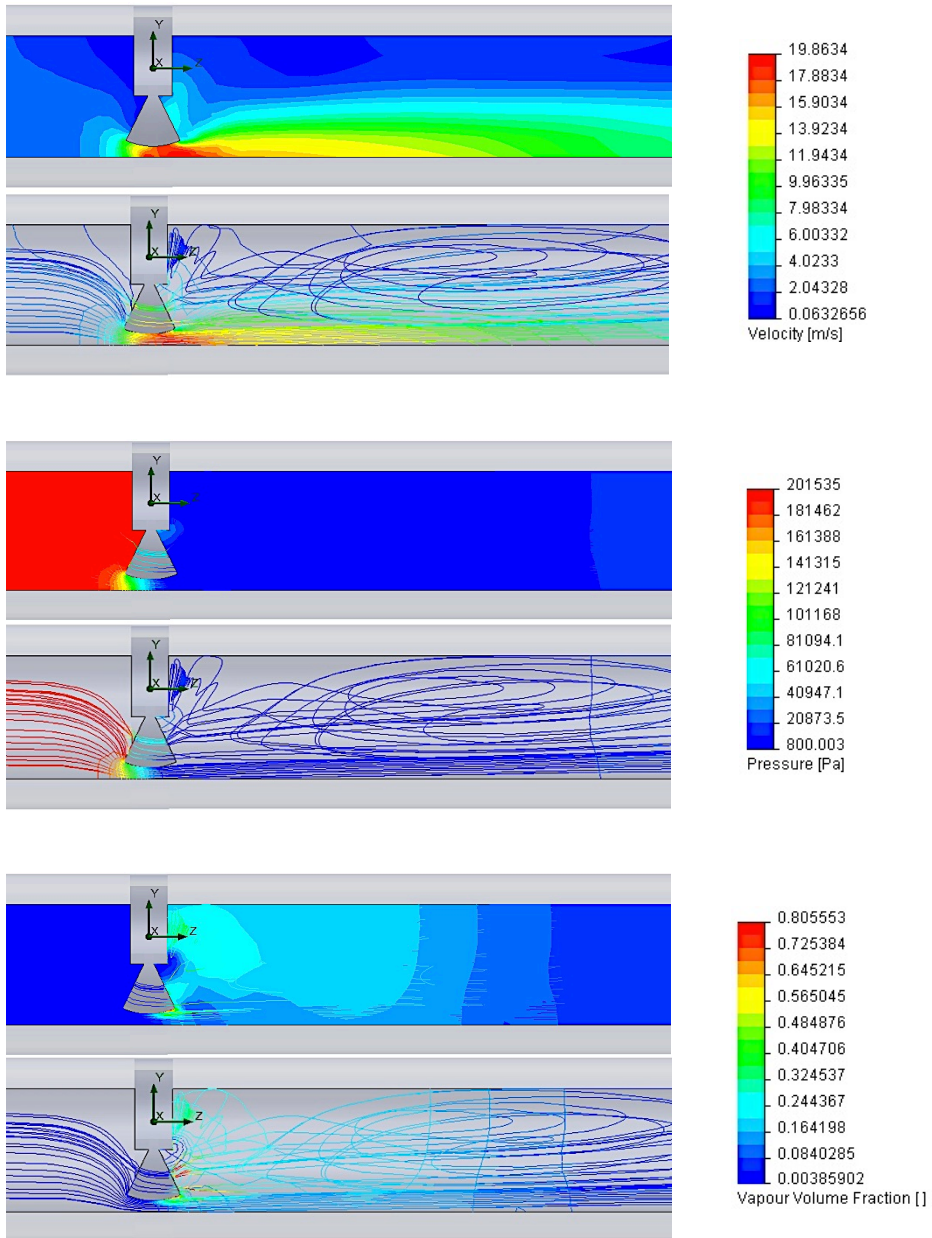 Y
X
Z
19.8634
17.8834
15.9034
13.9234
11.9434
9.96335
7.98334
6.00332
4.0233
2.04328
0.0632656
Velocity [m/s]
Y
X
Z
Y
X
Z
201535
181462
161388
141315
121241
101168
81094.1
61020.6
40947.1
20873.5
800.003
Pressure [Pa]
Y
X
Z
Y
X
Z
0.805553
0.725384
0.645215
0.565045
0.484876
0.404706
0.324537
0.244367
0.164198
0.0840285
0.00385902
Vapour Volume Fraction [ ]
Y
X
Z